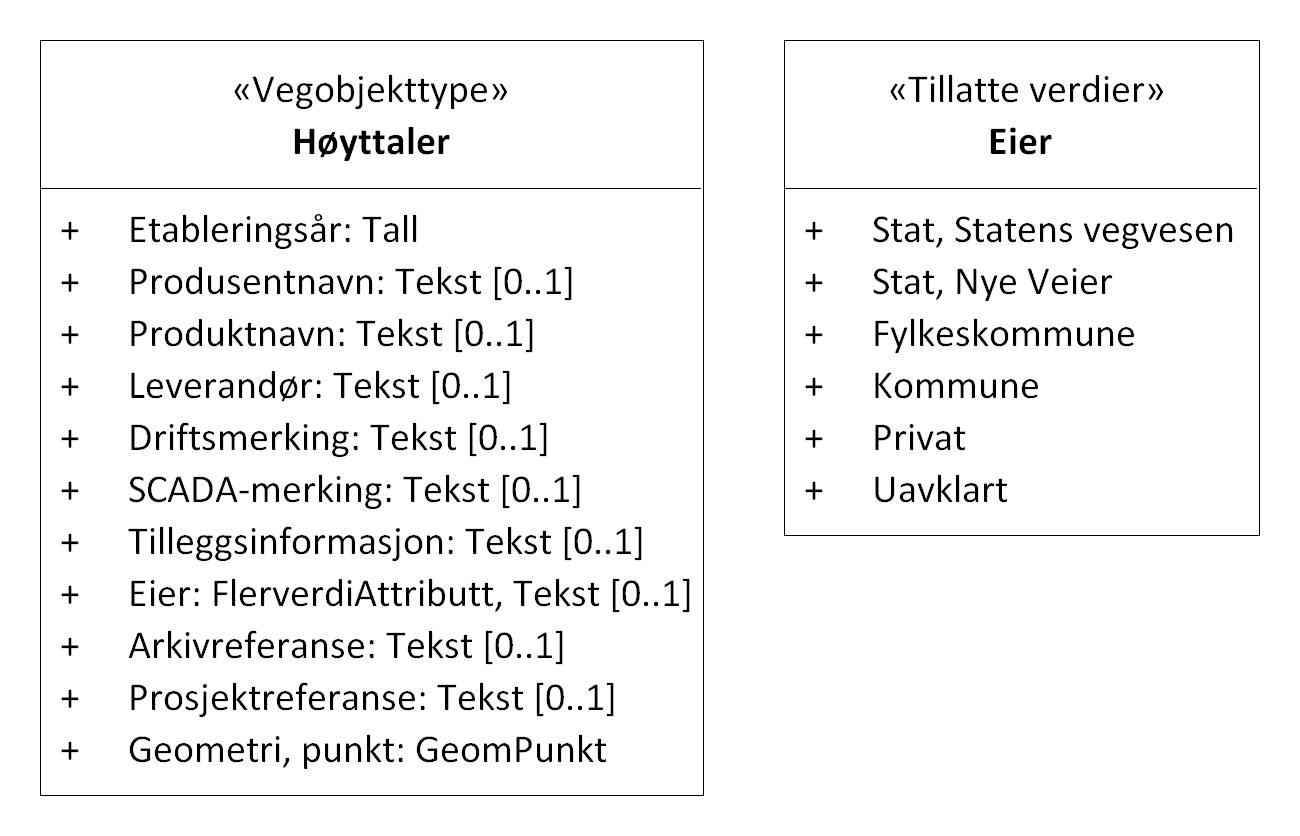 «Vegobjekttype»
Høyttaler
+ Etableringsår: Tall
+ Produsentnavn: Tekst [0..1]
+ Produktnavn: Tekst [0..1]
+ Leverandør: Tekst [0..1]
+ Driftsmerking: Tekst [0..1]
+ SCADA-merking: Tekst [0..1]
+ Tilleggsinformasjon: Tekst [0..1]
+ Eier: FlerverdiAttributt, Tekst [0..1]
+ Arkivreferanse: Tekst [0..1]
+ Prosjektreferanse: Tekst [0..1]
+ Geometri, punkt: GeomPunkt
«Tillatte verdier»
Eier
+ Stat, Statens vegvesen
+ Stat, Nye Veier
+ Fylkeskommune
+ Kommune
+ Privat
+ Uavklart